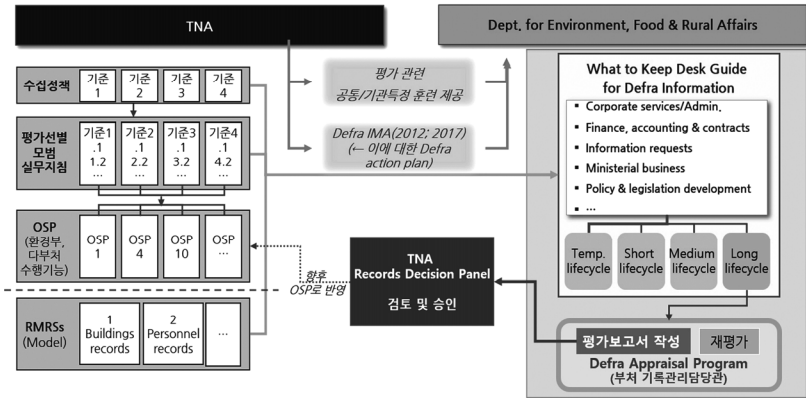 TNA
Dept. for Environment, Food & Rural Affairs
수집정책
기준
1
기준
2
기준
3
기준
4
평가선별
모범
실무지침
기준1
.1
1.2
...
기준2
.1
2.2
...
기준3
.1
3.2
...
기준4
.1
4.2
...
OSP
(환경부,
다부처
수행기능)
OSP
1
OSP
4
OSP
10
OSP
...
RMRSs
(Model)
1
Buildings
records
2
Personnel
records
...
평가 관련
공통/기관특정 훈련 제공
Defra IMA(2012; 2017)
(← 이에 대한 Defra
action plan)
향후
OSP로 반영
TNA
Records Decision Panel
검토 및 승인
What to Keep Desk Guide
for Defra Information
▪ Corporate services/Admin.
▪ Finance, accounting & contracts
▪ Information requests
▪ Ministerial business
▪ Policy & legislation development
▪ ...
Temp.
lifecycle
Short
lifecycle
Medium
lifecycle
Long
lifecycle
평가보고서 작성
재평가
Defra Appraisal Program
(부처 기록관리담당관)